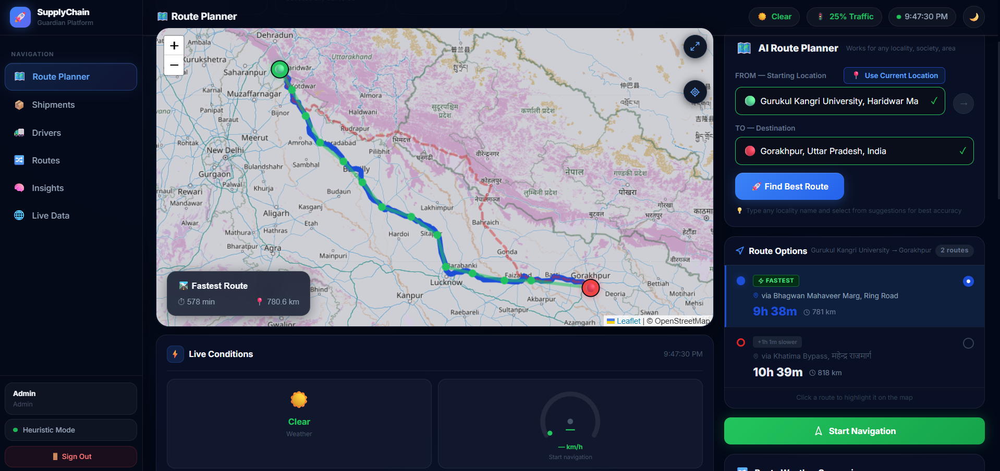 SupplyChain
Guardian Platform
NAVIGATION
Route Planner
Shipments
Drivers
Routes
Insights
Live Data
Admin
Admin
Heuristic Mode
Sign Out
Route Planner
Clear
25% Traffic
9:47:30 PM
+
−
Dehradun
Ambala
Uttarakhand
普兰县
Kurukshetra
Saharanpur
Kotdwar
仲巴县
Karnal
Muzaffarnagar
Almora
Panipat
Bijnor
Haldwani
सुदूरपश्चिम
प्रदेश
कर्णाली प्रदेश
Baraut
Rudrapur
Rohtak
Meerut
Amroha
भिमदत्त
New Delhi
Pilibhit
धनगढी
वीरेन्द्रनगर
Sambhal
Bulandshahr
Gurgaon
नेपाल
गण्डकी प्रदेश
Palwal
Khurja
कोहलपुर
Rewari
Budaun
लुम्बिनी प्रदेश
पोखरा
Mandawar
नेपालगञ्ज
गोरखा
Aligarh
Kasganj
Lakhimpur
बुटवल
भरतपुर
Alwar
Etah
Bahraich
Mathura
Hathras
Hardoi
हेटौँडा
Bharatpur
Agra
Mainpuri
Gonda
वीरगञ्ज
Barabanki
Gorakhpur
Lucknow
Bettiah
Bhind
Kanpur
Akbarpur
Deoria
Motihari
Mehsi
Raebareli
Sultanpur
Siwan
Gwalior
Azamgarh
Fastest Route
578 min
780.6 km
Leaflet | © OpenStreetMap
Live Conditions
9:47:30 PM
Clear
Weather
— km/h
Start navigation
AI Route Planner
Works for any locality, society, area
FROM — Starting Location
Use Current Location
Gurukul Kangri University, Haridwar Ma
TO — Destination
Gorakhpur, Uttar Pradesh, India
Find Best Route
Type any locality name and select from suggestions for best accuracy
Route Options
Gurukul Kangri University → Gorakhpur
2 routes
FASTEST
via Bhagwan Mahaveer Marg, Ring Road
9h 38m
781 km
+1h 1m slower
via Khatima Bypass, महेन्द्र राजमार्ग
10h 39m
818 km
Click a route to highlight it on the map
Start Navigation